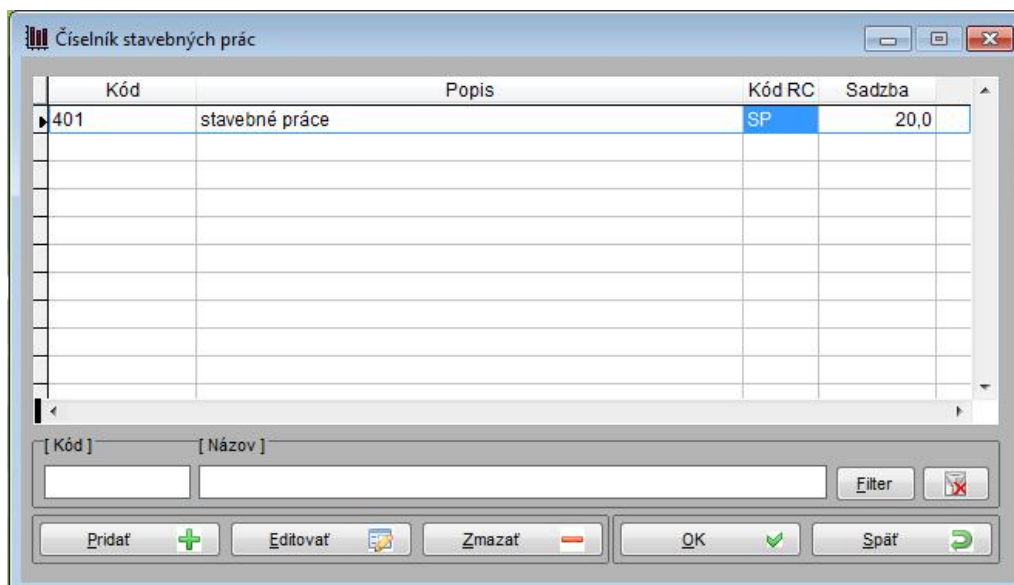 Číselník stavebných prác
Kód Popis Kód RC Sadzba
401 stavebné práce SP 20,0
[ Kód ] [ Názov ]
Filter
Pridať Editovať Zmazať OK Späť